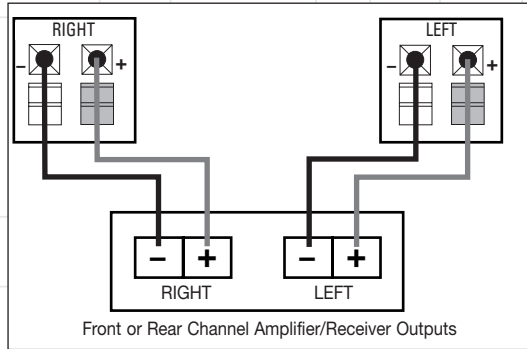 RIGHT
LEFT
– +
– +
– + – +
RIGHT LEFT
Front or Rear Channel Amplifier/Receiver Outputs